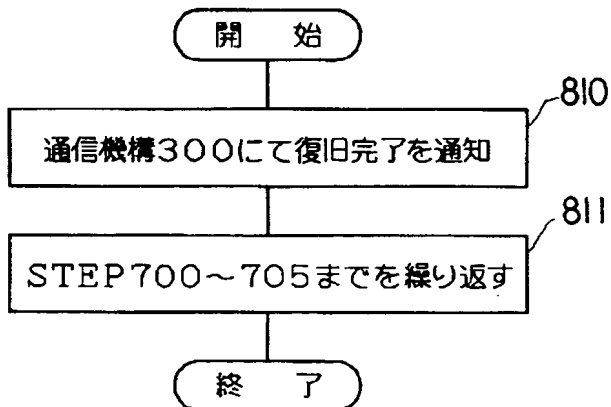 開 始
810
通信機構300にて復旧完了を通知
811
STEP700～705までを繰り返す
終 了